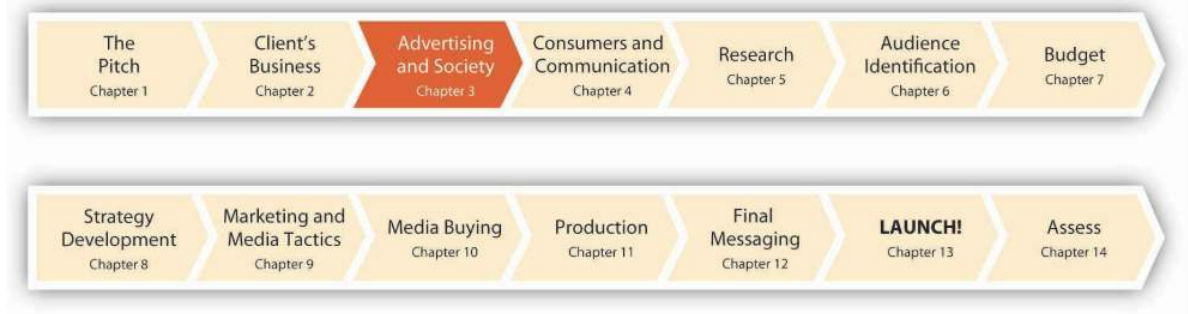 The
Pitch
Chapter 1
Client's
Business
Chapter 2
Advertising
and Society
Chapter 3
Consumers and
Communication
Chapter 4
Research
Chapter 5
Audience
Identification
Chapter 6
Budget
Chapter 7
Strategy
Development
Chapter 8
Marketing and
Media Tactics
Chapter 9
Media Buying
Chapter 10
Production
Chapter 11
Final
Messaging
Chapter 12
LAUNCH!
Chapter 13
Assess
Chapter 14